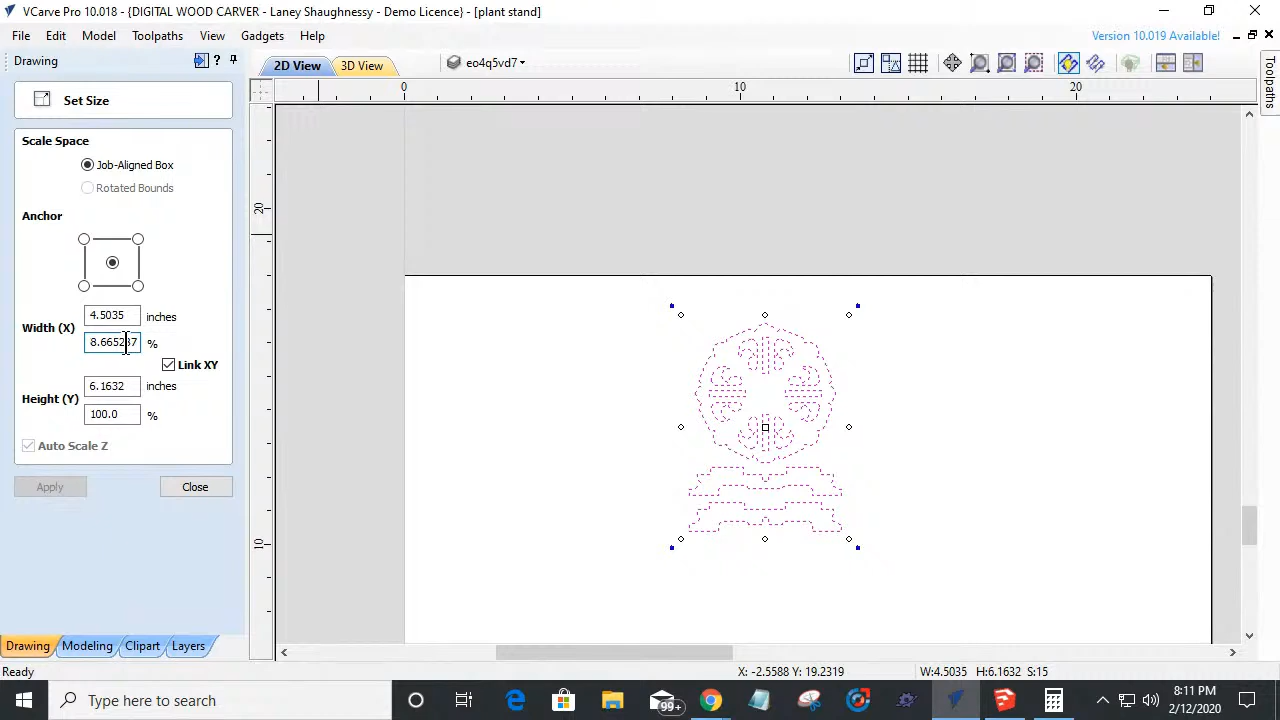 VCarve Pro 10.018 - {DIGITAL WOOD CARVER - Laney Shaughnessy - Demo Licence} - [plant stand]
File Edit Model Toolpaths View Gadgets Help Version 10.019 Available!
Drawing ?
2D View 3D View eo4q5vd7
Toolpaths
Set Size
0 10 20
Scale Space
Job-Aligned Box
Rotated Bounds
20
Anchor
4.5035 inches
Width (X)
8.665237 %
Link XY
6.1632 inches
Height (Y)
100.0 %
Auto Scale Z
Apply Close
10
Drawing Modeling Clipart Layers
Ready X: -2.5588 Y: 19.2319 W:4.5035 H:6.1632 S:15
Type here to search 99+ 8:11 PM
2/12/2020